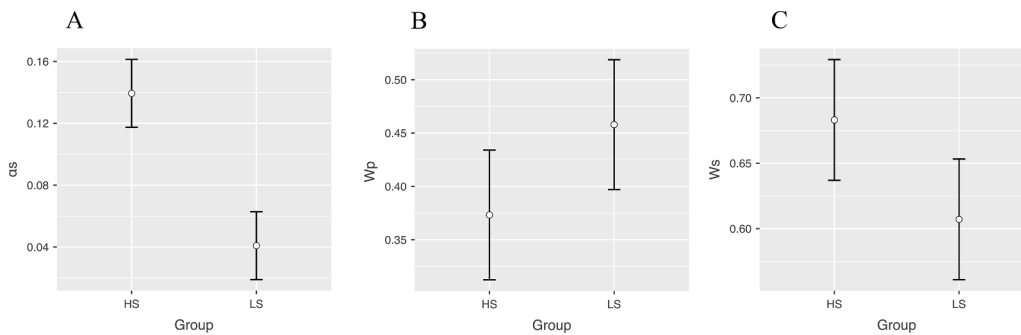 A
0.16
0.12
0.08
0.04
αs
HS
LS
Group
B
0.50
0.45
0.40
0.35
Wp
HS
LS
Group
C
0.70
0.65
0.60
Ws
HS
LS
Group